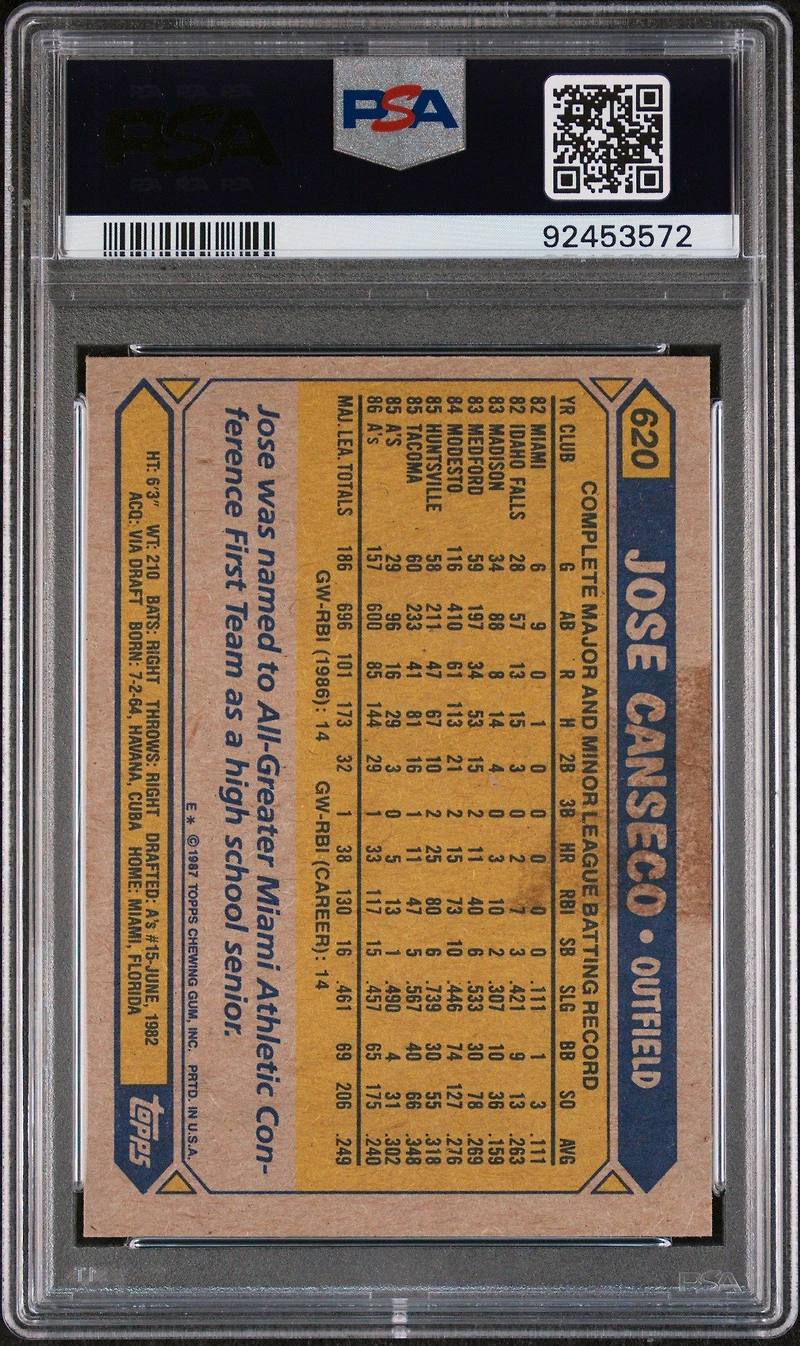 PSA
PSA
92453572
620 JOSE CANSECO • OUTFIELD
COMPLETE MAJOR AND MINOR LEAGUE BATTING RECORD
YR CLUB G AB R H 2B 3B HR RBI SB SLG BB SO AVG
82 MIAMI 6 9 0 1 0 0 0 0 0 .111 1 3 .111
82 IDAHO FALLS 28 57 13 15 3 0 2 7 3 .421 9 13 .263
83 MADISON 34 88 8 14 4 0 3 10 2 .307 10 36 .159
83 MEDFORD 59 197 34 53 15 2 11 40 6 .533 30 78 .269
84 MODESTO 116 410 61 113 21 2 15 73 10 .446 74 127 .276
85 HUNTSVILLE 58 211 47 67 10 2 25 80 6 .739 30 55 .318
85 TACOMA 60 233 41 81 16 1 11 47 5 .567 40 66 .348
85 A'S 29 96 16 29 3 0 5 13 1 .490 4 31 .302
86 A's 157 600 85 144 29 1 33 117 15 .457 65 175 .240
MAJ. LEA. TOTALS 186 696 101 173 32 1 38 130 16 .461 69 206 .249
GW-RBI (1986): 14 GW-RBI (CAREER): 14
Jose was named to All-Greater Miami Athletic Con-
ference First Team as a high school senior.
E * © 1987 TOPPS CHEWING GUM, INC. PRTD. IN U.S.A.
HT: 6'3" WT: 210 BATS: RIGHT THROWS: RIGHT DRAFTED: A's #15-JUNE, 1982
ACQ: VIA DRAFT BORN: 7-2-64, HAVANA, CUBA HOME: MIAMI, FLORIDA
topps
PSA